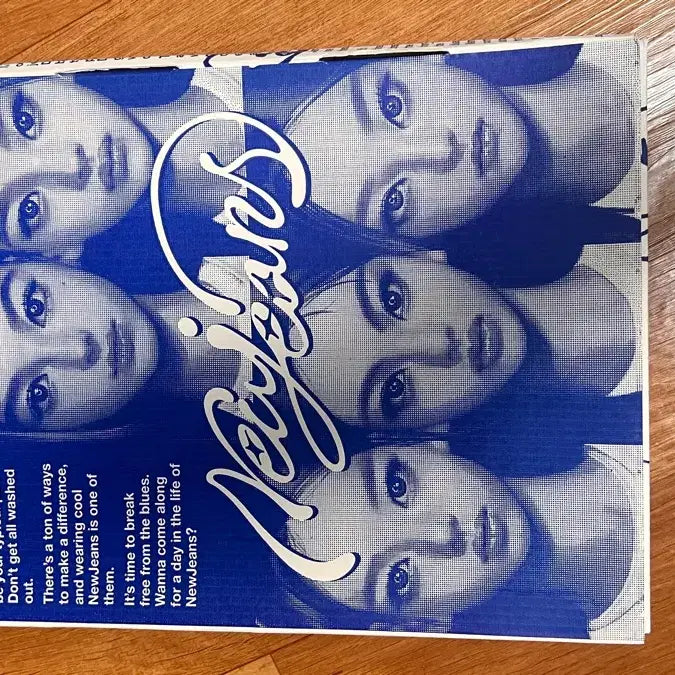 NewJeans
Don't get all washed
out.
There's a ton of ways
to make a difference,
and wearing cool
NewJeans is one of
them.
It's time to break
free from the blues.
Wanna come along
for a day in the life of
NewJeans?